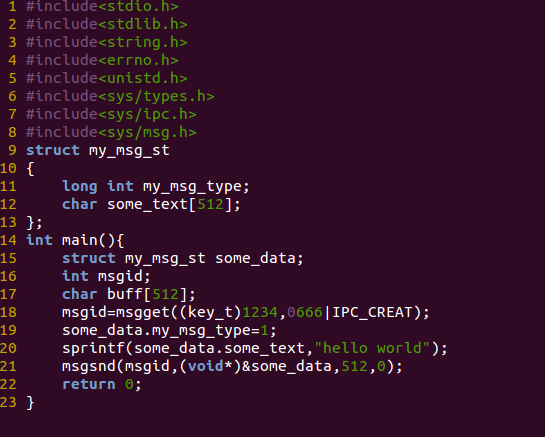 1 #include<stdio.h>
2 #include<stdlib.h>
3 #include<string.h>
4 #include<errno.h>
5 #include<unistd.h>
6 #include<sys/types.h>
7 #include<sys/ipc.h>
8 #include<sys/msg.h>
9 struct my_msg_st
10 {
11     long int my_msg_type;
12     char some_text[512];
13 };
14 int main(){
15     struct my_msg_st some_data;
16     int msgid;
17     char buff[512];
18     msgid=msgget((key_t)1234,0666|IPC_CREAT);
19     some_data.my_msg_type=1;
20     sprintf(some_data.some_text,"hello world");
21     msgsnd(msgid,(void*)&some_data,512,0);
22     return 0;
23 }